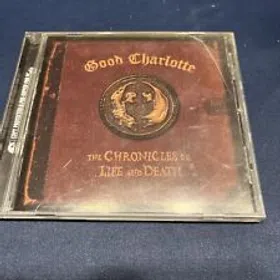 Good Charlotte
THE CHRONICLES OF
LIFE AND DEATH